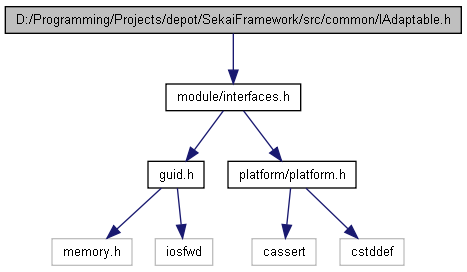 D:/Programming/Projects/depot/SekaiFramework/src/common/IAdaptable.h
module/interfaces.h
guid.h
platform/platform.h
memory.h
iosfwd
cassert
cstddef